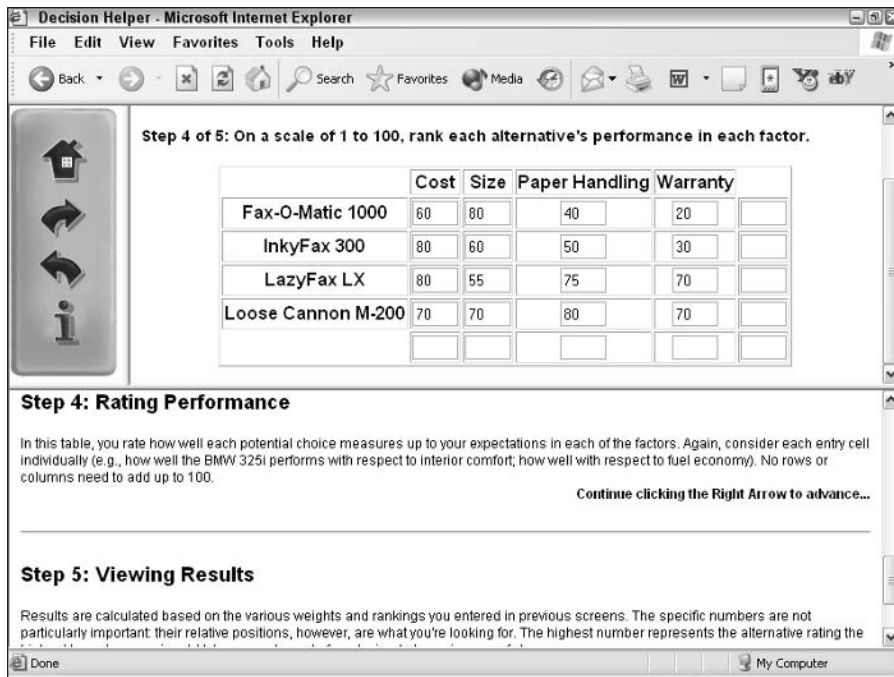 Decision Helper - Microsoft Internet Explorer
File Edit View Favorites Tools Help
Back Search Favorites Media W abY
Step 4 of 5: On a scale of 1 to 100, rank each alternative's performance in each factor.
Cost Size Paper Handling Warranty
Fax-O-Matic 1000 60 80 40 20
InkyFax 300 80 60 50 30
LazyFax LX 80 55 75 70
Loose Cannon M-200 70 70 80 70
Step 4: Rating Performance
In this table, you rate how well each potential choice measures up to your expectations in each of the factors. Again, consider each entry cell
individually (e.g., how well the BMW 325i performs with respect to interior comfort; how well with respect to fuel economy). No rows or
columns need to add up to 100.
Continue clicking the Right Arrow to advance...
Step 5: Viewing Results
Results are calculated based on the various weights and rankings you entered in previous screens. The specific numbers are not
particularly important: their relative positions, however, are what you're looking for. The highest number represents the alternative rating the
Done My Computer